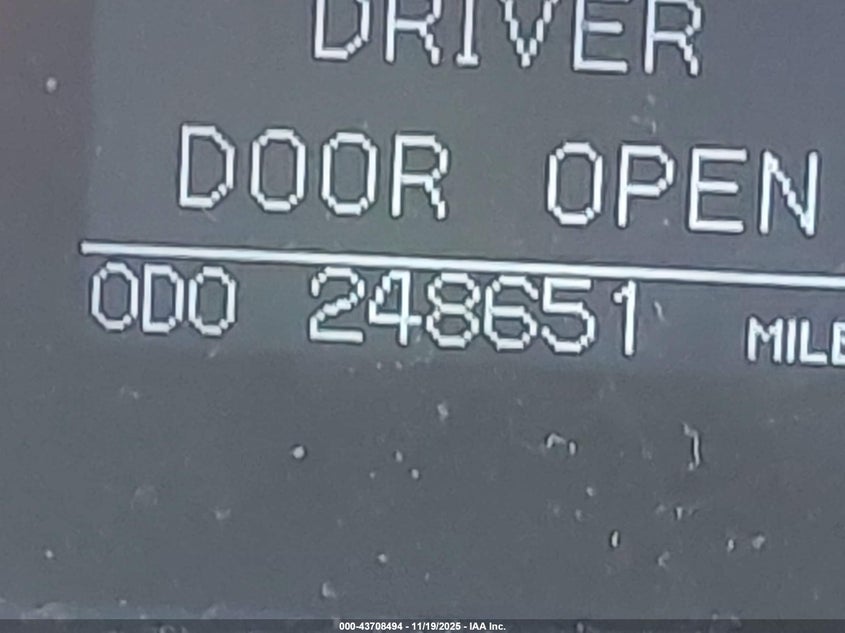 DRIVER
DOOR OPEN
ODO 248651 MILE
000-43708494 - 11/19/2025 - IAA Inc.